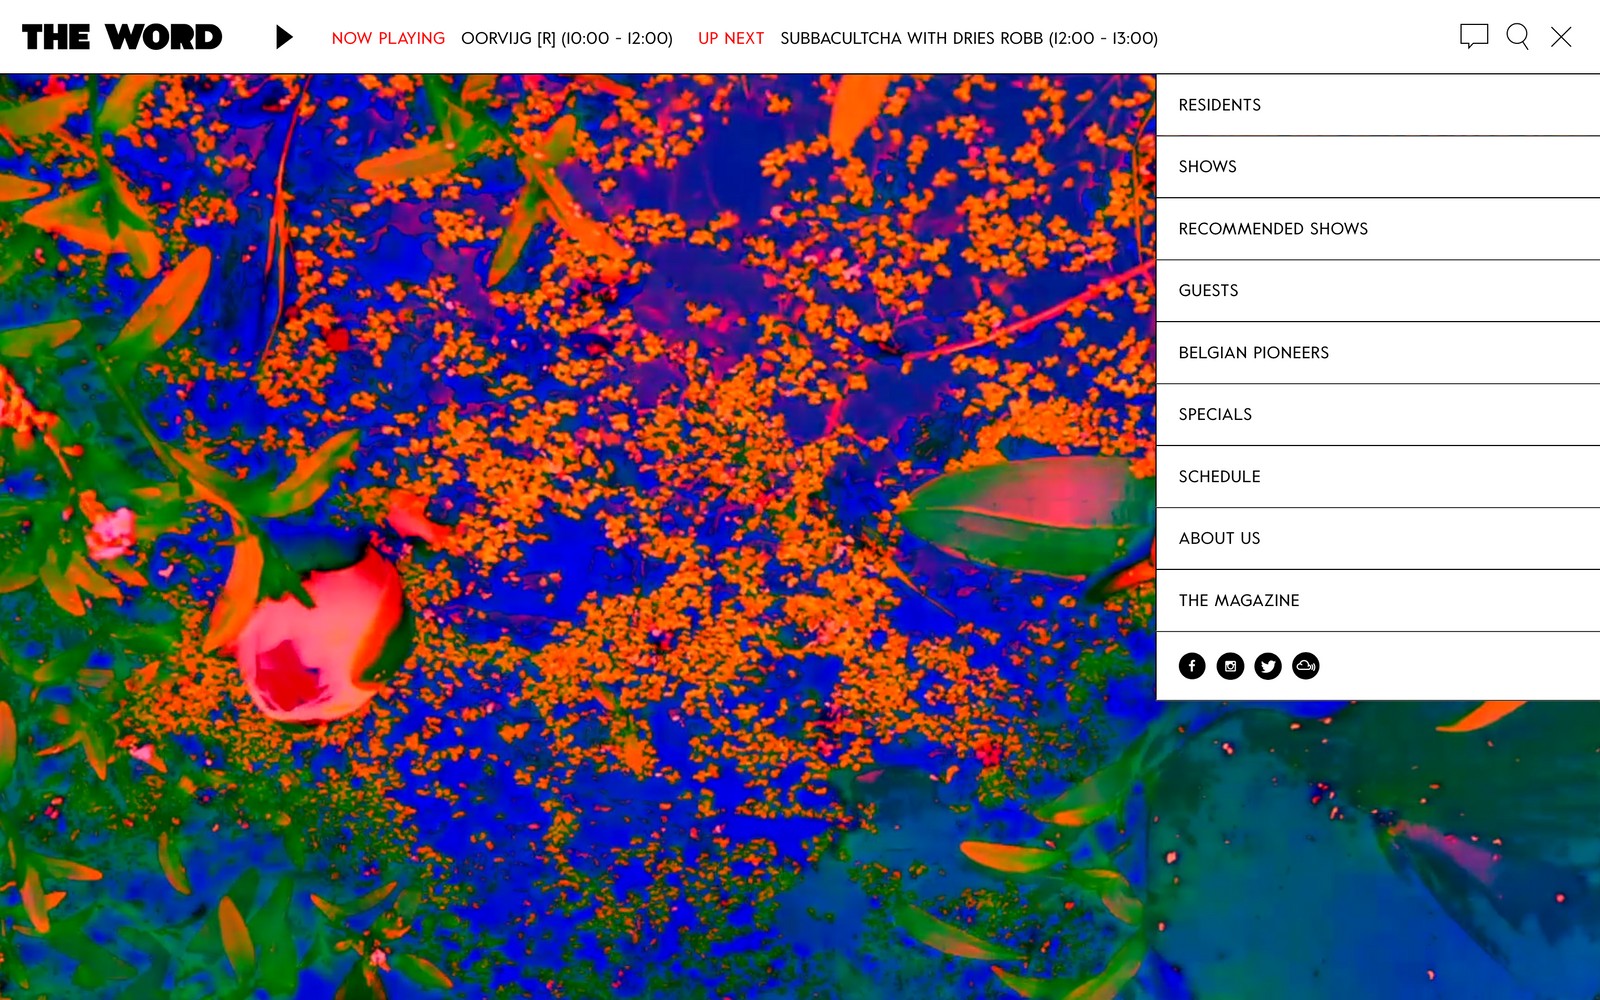 THE WORD NOW PLAYING OORVIJG [R] (10:00 - 12:00) UP NEXT SUBBACULTCHA WITH DRIES ROBB (12:00 - 13:00)
RESIDENTS
SHOWS
RECOMMENDED SHOWS
GUESTS
BELGIAN PIONEERS
SPECIALS
SCHEDULE
ABOUT US
THE MAGAZINE